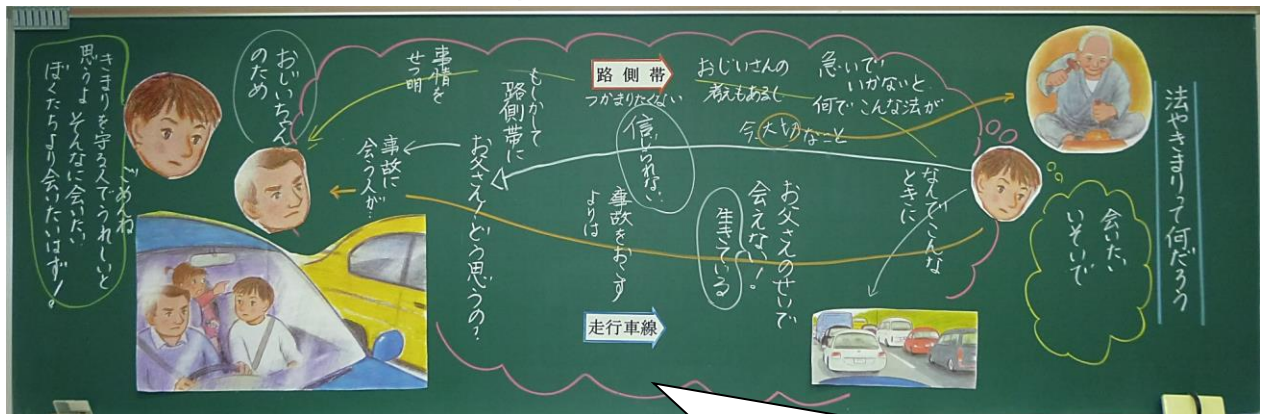 法やきまりって何だろう
会いたい
いそいで
急いで
いかないと
何でこんな法が
今大切なこと
なんでこんな
ときに
おじいさんの
考えもあるし
お父さんのせいで
会えない!
生きている
路側帯
つかまりたくない
信じられない
事故をおこす
よりは
走行車線
もしかして
路側帯に
お父さん!どう思うの?
事故に
会う人が…
事情を
せつ明
おじいちゃん
のため
ごめんね
きまりを守る人でうれしいと
思うよ そんなに会いたい
ぼくたちより会いたいはず!